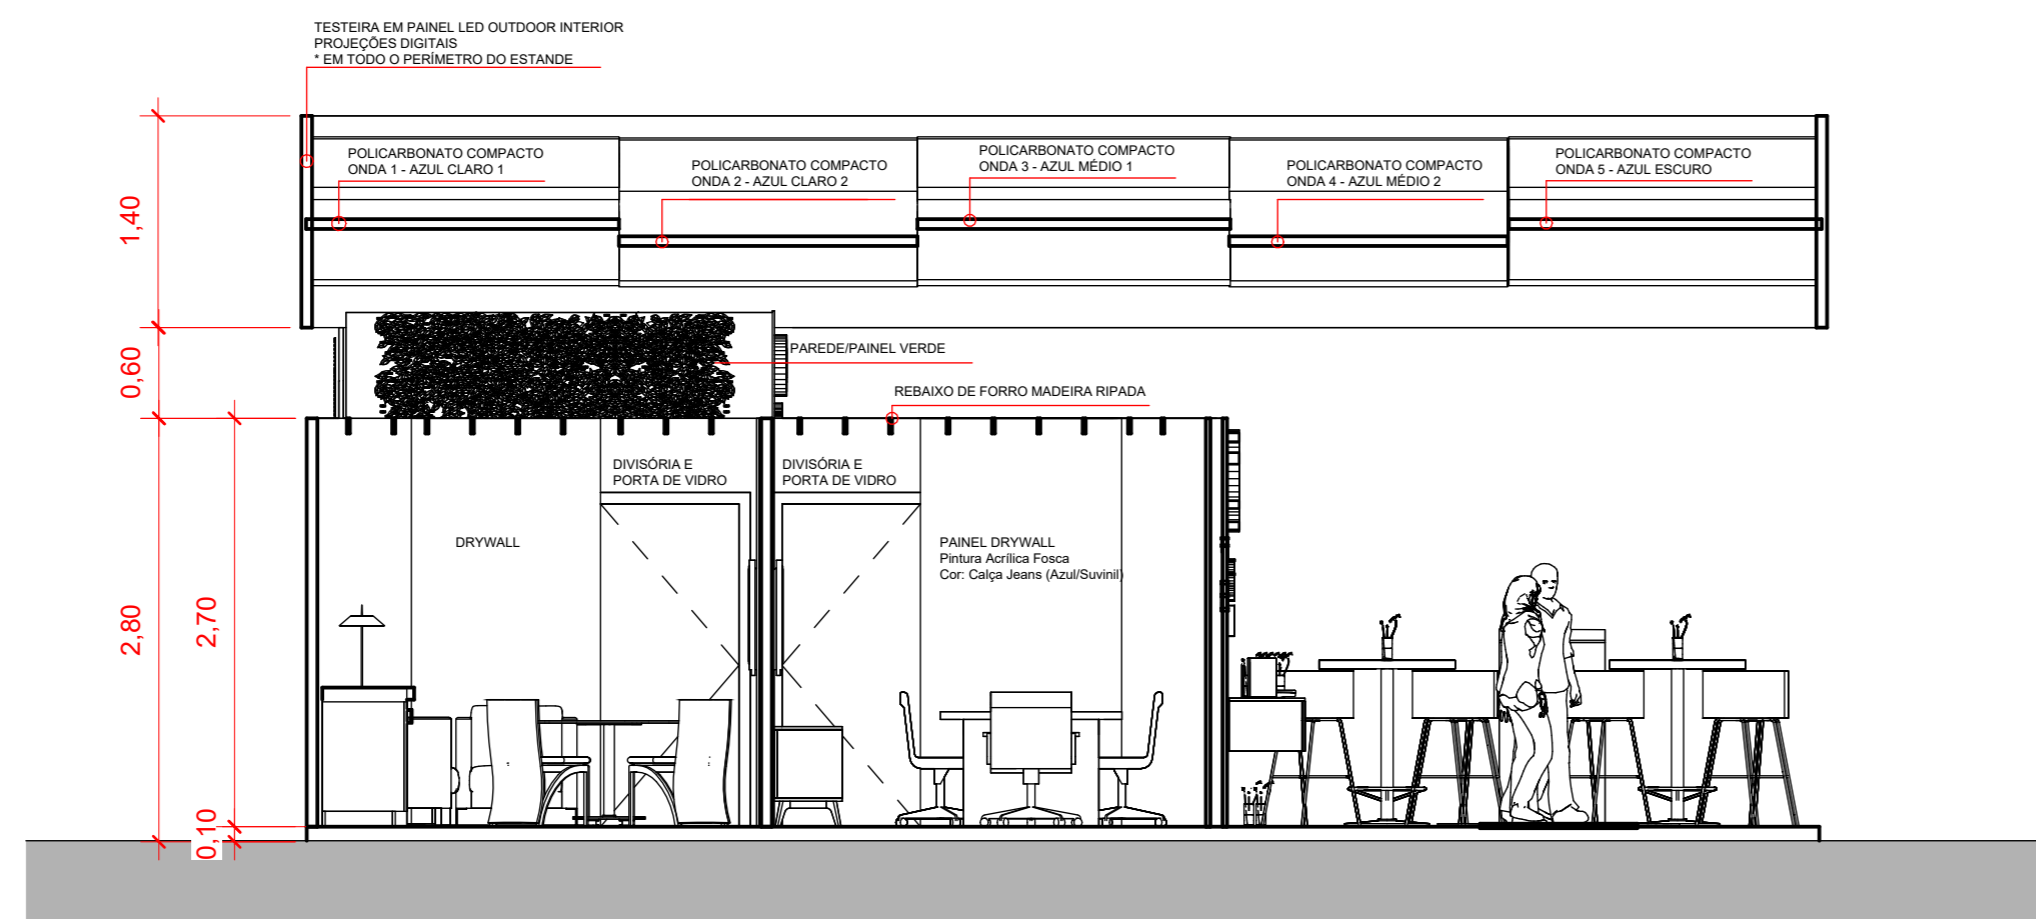 TESTEIRA EM PAINEL LED OUTDOOR INTERIOR
PROJEÇÕES DIGITAIS
* EM TODO O PERÍMETRO DO ESTANDE
POLICARBONATO COMPACTO
ONDA 1 - AZUL CLARO 1
POLICARBONATO COMPACTO
ONDA 2 - AZUL CLARO 2
POLICARBONATO COMPACTO
ONDA 3 - AZUL MÉDIO 1
POLICARBONATO COMPACTO
ONDA 4 - AZUL MÉDIO 2
POLICARBONATO COMPACTO
ONDA 5 - AZUL ESCURO
1,40
0,60
PAREDE/PAINEL VERDE
REBAIXO DE FORRO MADEIRA RIPADA
DIVISÓRIA E
PORTA DE VIDRO
DIVISÓRIA E
PORTA DE VIDRO
DRYWALL
PAINEL DRYWALL
Pintura Acrílica Fosca
Cor: Calça Jeans (Azul/Suvinil)
2,80
2,70
0,10